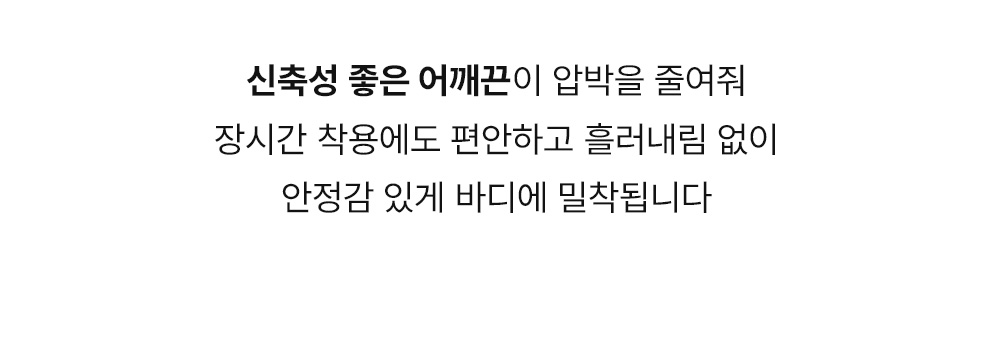 신축성 좋은 어깨끈이 압박을 줄여줘
장시간 착용에도 편안하고 흘러내림 없이
안정감 있게 바디에 밀착됩니다